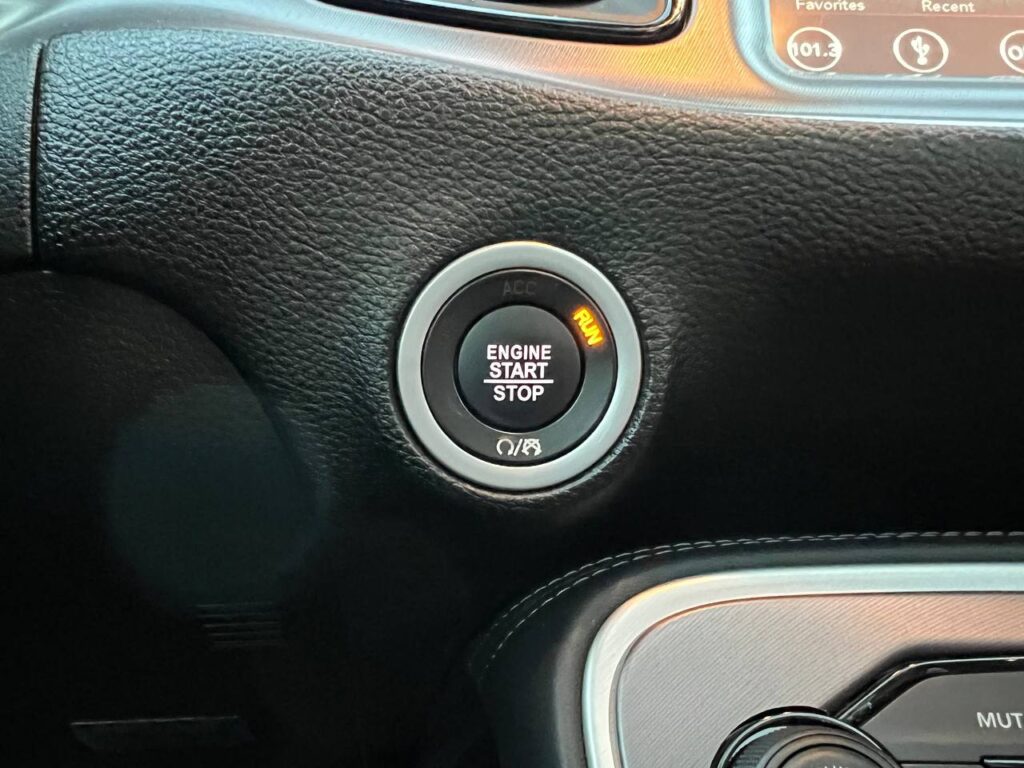 Favorites Recent
101.3
ACC
RUN
ENGINE
START
STOP
MUT